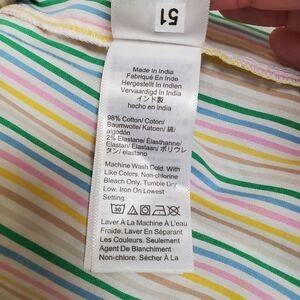 51
Made In India
Fabriqué En Inde
Hergestellt In Indien
Vervaardigd In India
インド製
hecho en India
98% Cotton/ Coton/
Baumwolle/ Katoen/ 綿/
algodón
2% Elastane/ Élasthanne/
Elastan/ Elastaan/ ポリウレ
タン/ elastano
Machine Wash Cold. With
Like Colors. Non-chlorine
Bleach Only. Tumble Dry
Low. Iron On Lowest
Setting.
30
Laver À La Machine À L'eau
Froide. Laver En Séparant
Les Couleurs. Seulement
Agent De Blanchiment
Non-chlore. Sécher À La